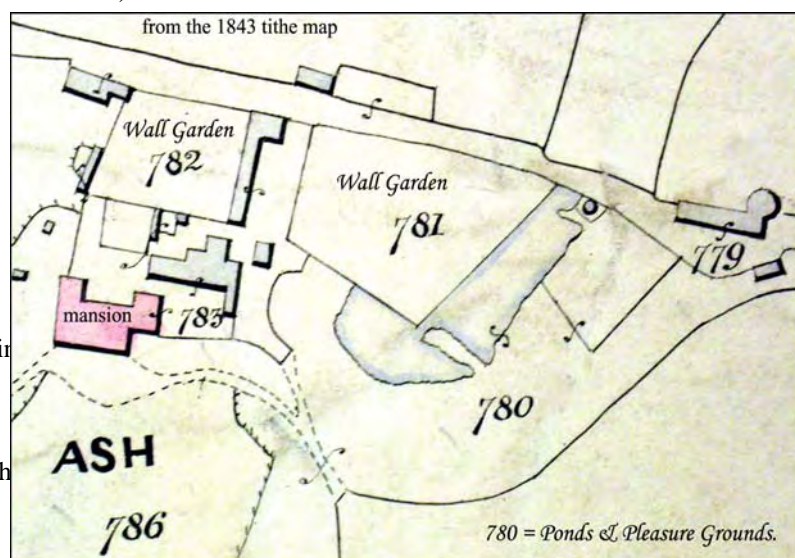 from the 1843 tithe map
Wall Garden
782
Wall Garden
781
779
mansion
783
780
ASH
786
780 = Ponds & Pleasure Grounds.